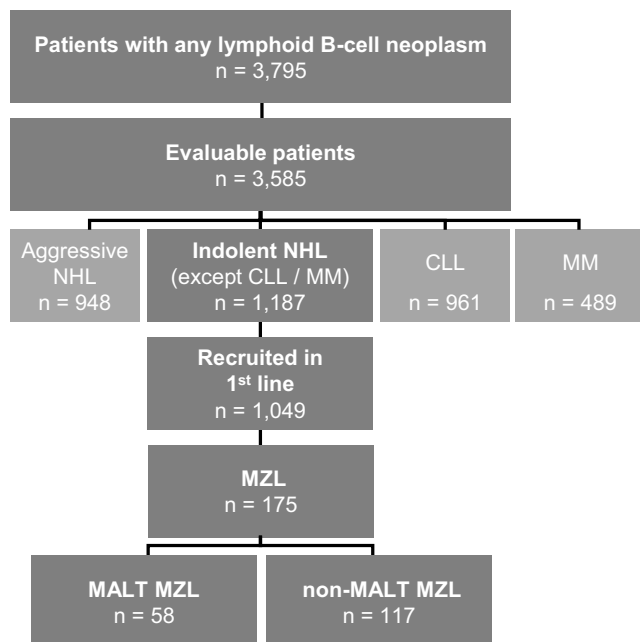 Patients with any lymphoid B-cell neoplasm
n = 3,795
Evaluable patients
n = 3,585
Aggressive
NHL
n = 948
Indolent NHL
(except CLL / MM)
n = 1,187
CLL
n = 961
MM
n = 489
Recruited in
1st line
n = 1,049
MZL
n = 175
MALT MZL
n = 58
non-MALT MZL
n = 117